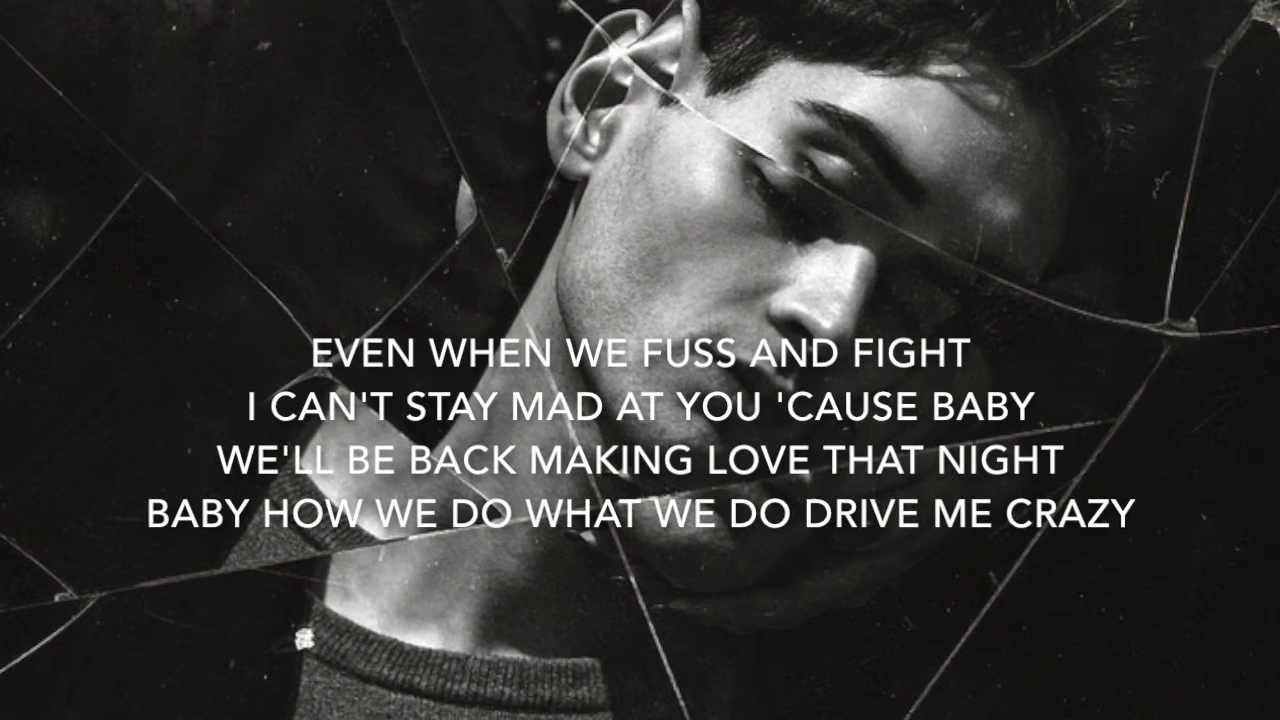 EVEN WHEN WE FUSS AND FIGHT
I CAN'T STAY MAD AT YOU 'CAUSE BABY
WE'LL BE BACK MAKING LOVE THAT NIGHT
BABY HOW WE DO WHAT WE DO DRIVE ME CRAZY